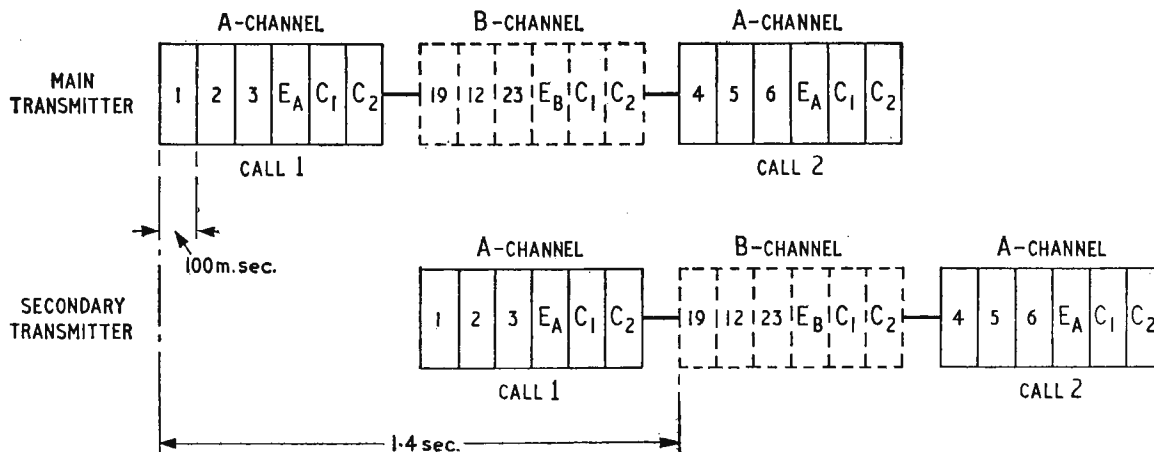 A-CHANNEL B-CHANNEL A-CHANNEL
MAIN TRANSMITTER
1 2 3 E_A C_1 C_2 19 12 23 E_B C_1 C_2 4 5 6 E_A C_1 C_2
CALL 1 CALL 2
100m.sec.
A-CHANNEL B-CHANNEL A-CHANNEL
SECONDARY TRANSMITTER
1 2 3 E_A C_1 C_2 19 12 23 E_B C_1 C_2 4 5 6 E_A C_1 C_2
CALL 1 CALL 2
1·4 sec.